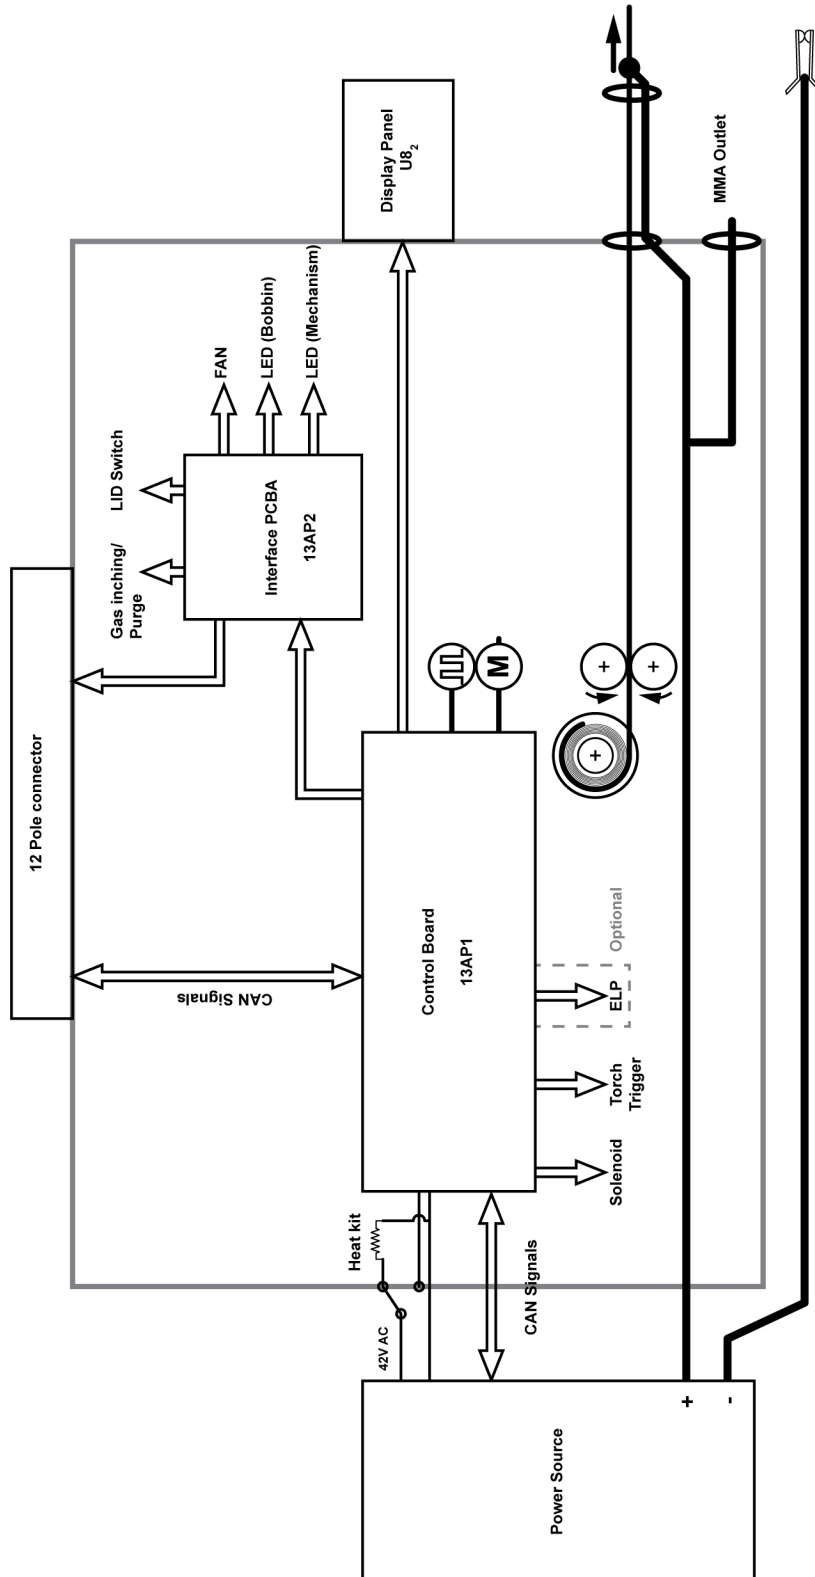 12 Pole connector
Display Panel
U8₂
FAN
LED (Bobbin)
LED (Mechanism)
LID Switch
Gas inching/
Purge
Interface PCBA
13AP2
MMA Outlet
CAN Signals
M
+
+
+
Control Board
13AP1
Optional
ELP
Torch
Trigger
Solenoid
Heat kit
42V AC
CAN Signals
+
-
Power Source